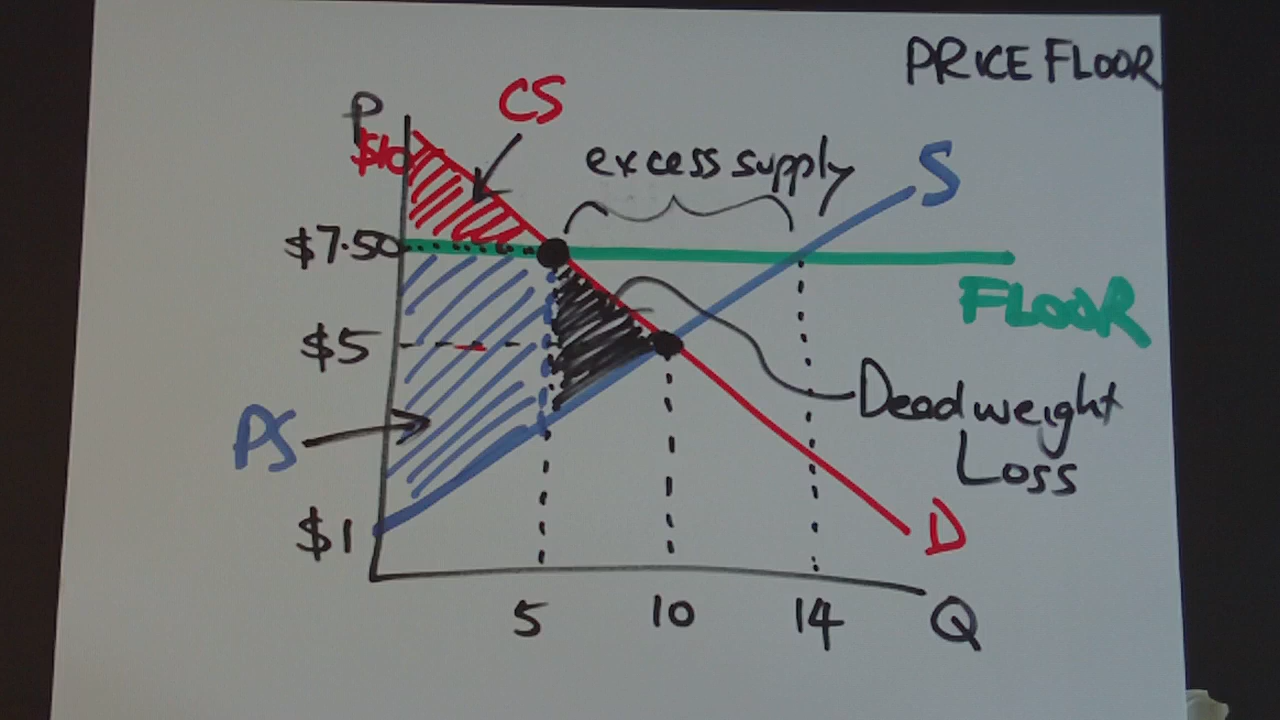 PRICE FLOOR
CS
P
$10
excess supply
S
$7.50
FLOOR
$5
Deadweight
Loss
PS
$1
D
5
10
14
Q